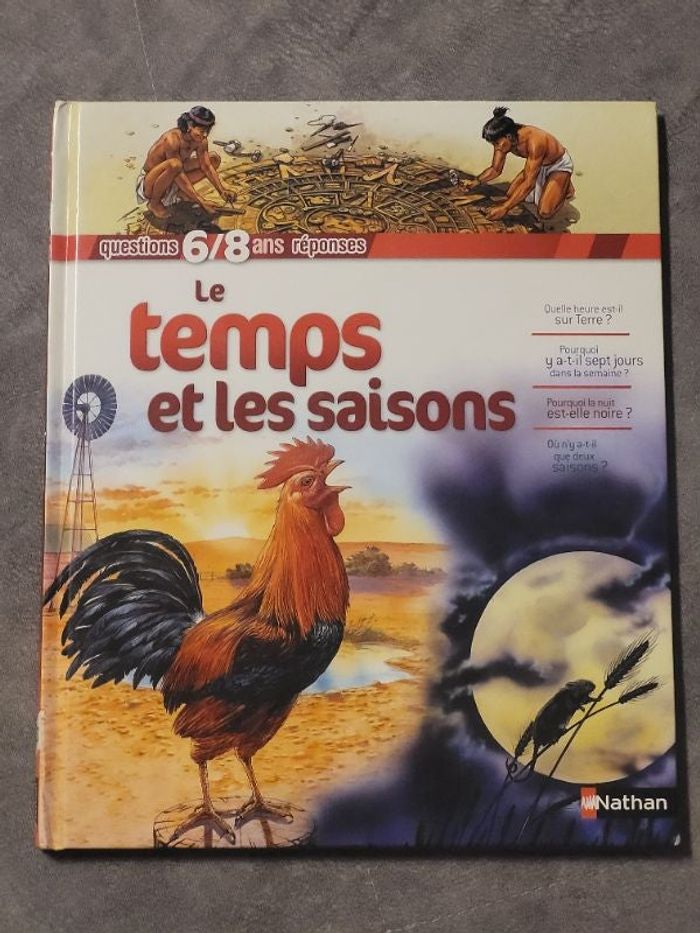 questions 6/8 ans réponses
Le
temps
et les saisons
Quelle heure est-il
sur Terre ?
Pourquoi
y a-t-il sept jours
dans la semaine ?
Pourquoi la nuit
est-elle noire ?
Où n'y a-t-il
que deux
saisons ?
Nathan